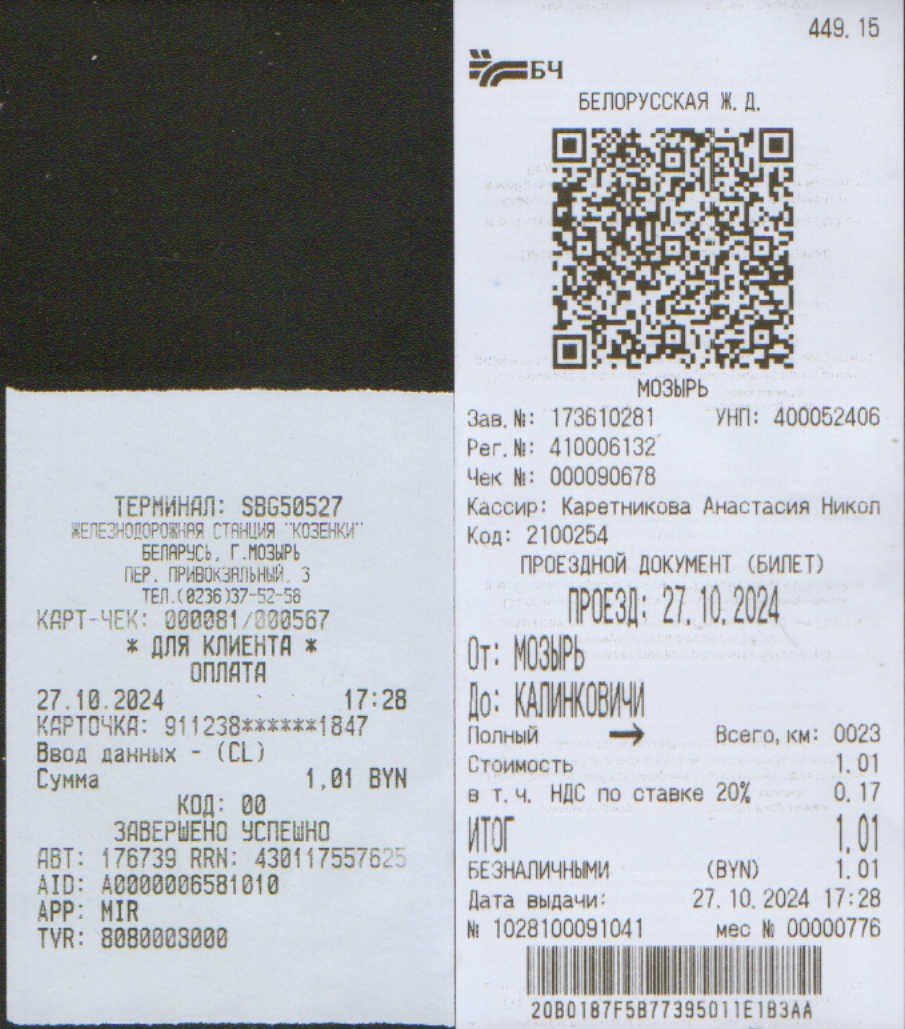 ТЕРМИНАЛ: SBG50527
ЖЕЛЕЗНОДОРОЖНАЯ СТАНЦИЯ "КОЗЕНКИ"
БЕЛАРУСЬ, Г.МОЗЫРЬ
ПЕР. ПРИВОКЗАЛЬНЫЙ, 3
ТЕЛ.(0236)37-52-58
КАРТ-ЧЕК: 000081/000567
* ДЛЯ КЛИЕНТА *
ОПЛАТА
27.10.2024 17:28
КАРТОЧКА: 911238******1847
Ввод данных - (CL)
Сумма 1,01 BYN
КОД: 00
ЗАВЕРШЕНО УСПЕШНО
АВТ: 176739 RRN: 430117557625
AID: A0000006581010
APP: MIR
TVR: 8080003000
449.15
БЧ
БЕЛОРУССКАЯ Ж.Д.
МОЗЫРЬ
Зав.№: 173610281 УНП: 400052406
Рег.№: 410006132
Чек №: 000090678
Кассир: Каретникова Анастасия Никол
Код: 2100254
ПРОЕЗДНОЙ ДОКУМЕНТ (БИЛЕТ)
ПРОЕЗД: 27.10.2024
От: МОЗЫРЬ
До: КАЛИНКОВИЧИ
Полный → Всего,км: 0023
Стоимость 1.01
в т.ч. НДС по ставке 20% 0.17
ИТОГ 1.01
БЕЗНАЛИЧНЫМИ (BYN) 1.01
Дата выдачи: 27.10.2024 17:28
№ 1028100091041 мес № 00000776
20B0187F5B77395011E1B3AA